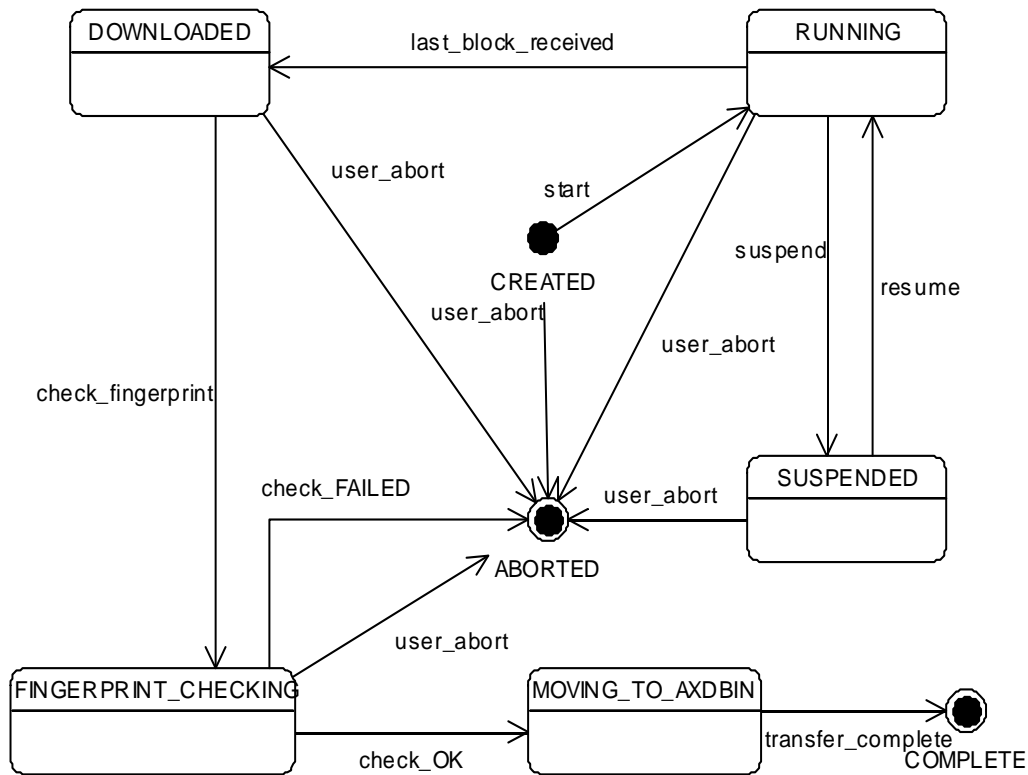 DOWNLOADED
RUNNING
last_block_received
user_abort
start
CREATED
suspend
resume
user_abort
user_abort
check_fingerprint
check_FAILED
user_abort
SUSPENDED
ABORTED
user_abort
FINGERPRINT_CHECKING
MOVING_TO_AXDBIN
check_OK
transfer_complete
COMPLETE